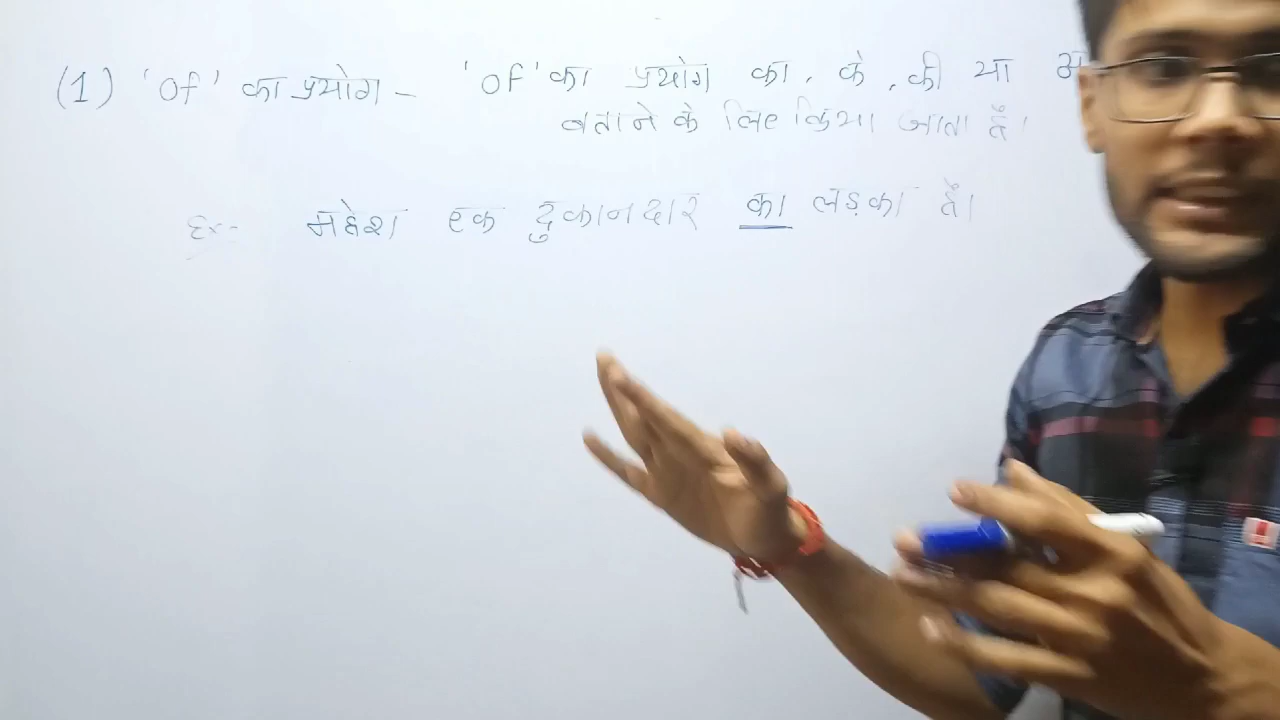 (1) 'of' का प्रयोग – 'of' का प्रयोग का, के, की या
बताने के लिए किया जाता है।
Ex:- महेश एक दुकानदार का लड़का है।